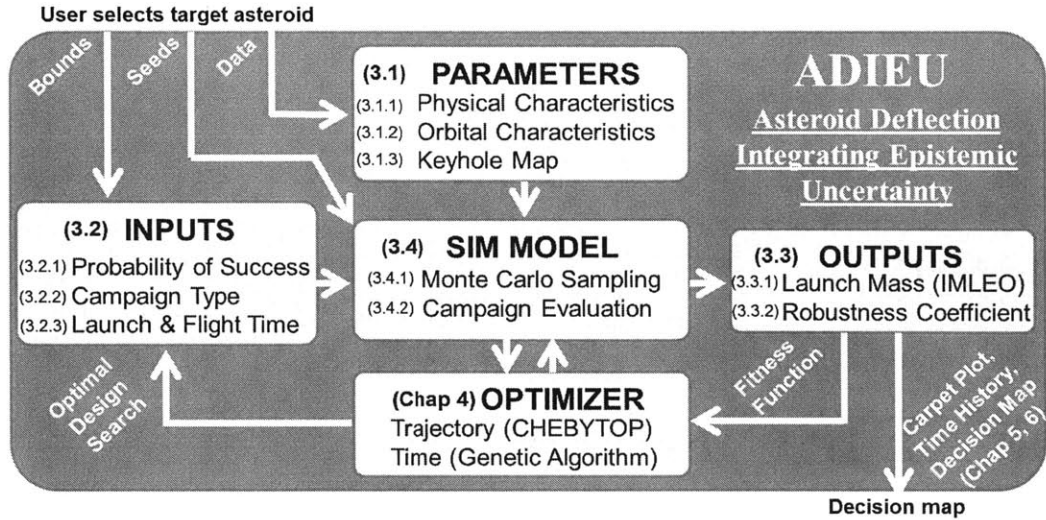 User selects target asteroid
Bounds
Seeds
Data
(3.1) PARAMETERS
(3.1.1) Physical Characteristics
(3.1.2) Orbital Characteristics
(3.1.3) Keyhole Map
ADIEU
Asteroid Deflection
Integrating Epistemic
Uncertainty
(3.2) INPUTS
(3.2.1) Probability of Success
(3.2.2) Campaign Type
(3.2.3) Launch & Flight Time
(3.4) SIM MODEL
(3.4.1) Monte Carlo Sampling
(3.4.2) Campaign Evaluation
(3.3) OUTPUTS
(3.3.1) Launch Mass (IMLEO)
(3.3.2) Robustness Coefficient
Optimal
Design
Search
(Chap 4) OPTIMIZER
Trajectory (CHEBYTOP)
Time (Genetic Algorithm)
Fitness
Function
Carpet Plot,
Time History,
Decision Map
(Chap 5, 6)
Decision map